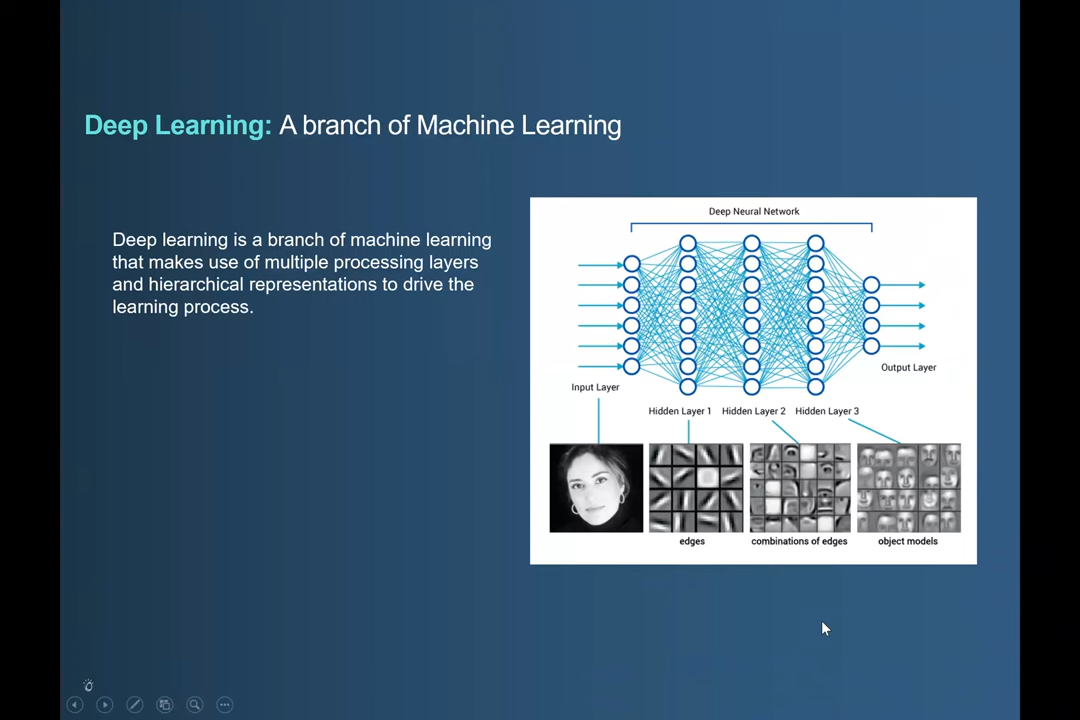 Deep Learning: A branch of Machine Learning
Deep learning is a branch of machine learning
that makes use of multiple processing layers
and hierarchical representations to drive the
learning process.
Deep Neural Network
Input Layer
Output Layer
Hidden Layer 1
Hidden Layer 2
Hidden Layer 3
edges
combinations of edges
object models